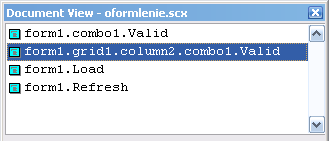 Document View - oformlenie.scx
form1.combo1.Valid
form1.grid1.column2.combo1.Valid
form1.Load
form1.Refresh